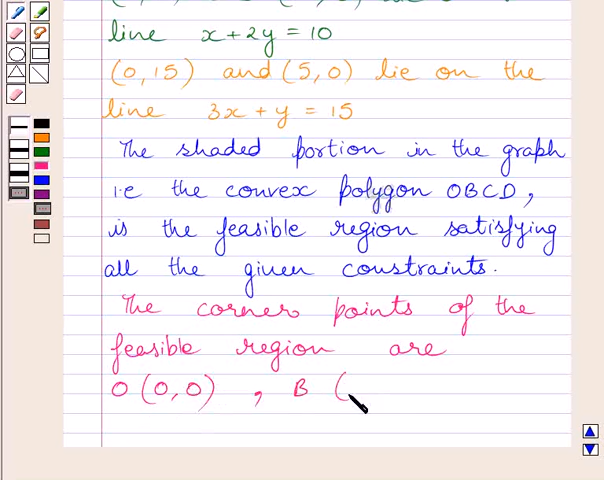 line x + 2y = 10
(0, 15) and (5, 0) lie on the
line 3x + y = 15
The shaded portion in the graph
i.e the convex polygon OBCD,
is the feasible region satisfying
all the given constraints.
The corner points of the
feasible region are
O (0, 0) , B (